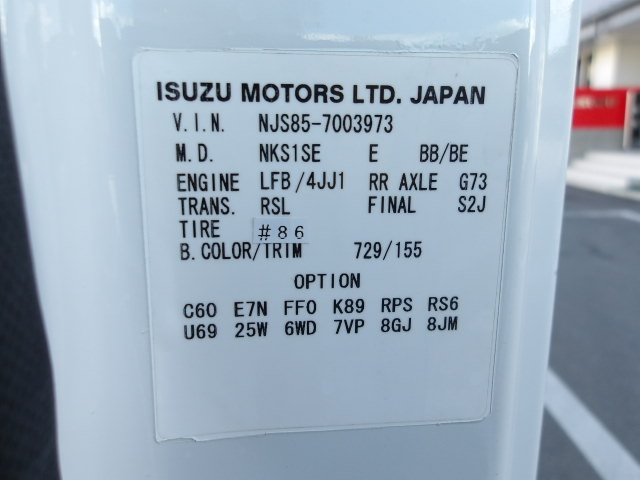 ISUZU MOTORS LTD. JAPAN
V.I.N. NJS85-7003973
M.D. NKS1SE E BB/BE
ENGINE LFB/4JJ1 RR AXLE G73
TRANS. RSL FINAL S2J
TIRE #86
B.COLOR/TRIM 729/155
OPTION
C60 E7N FF0 K89 RPS RS6
U69 25W 6WD 7VP 8GJ 8JM